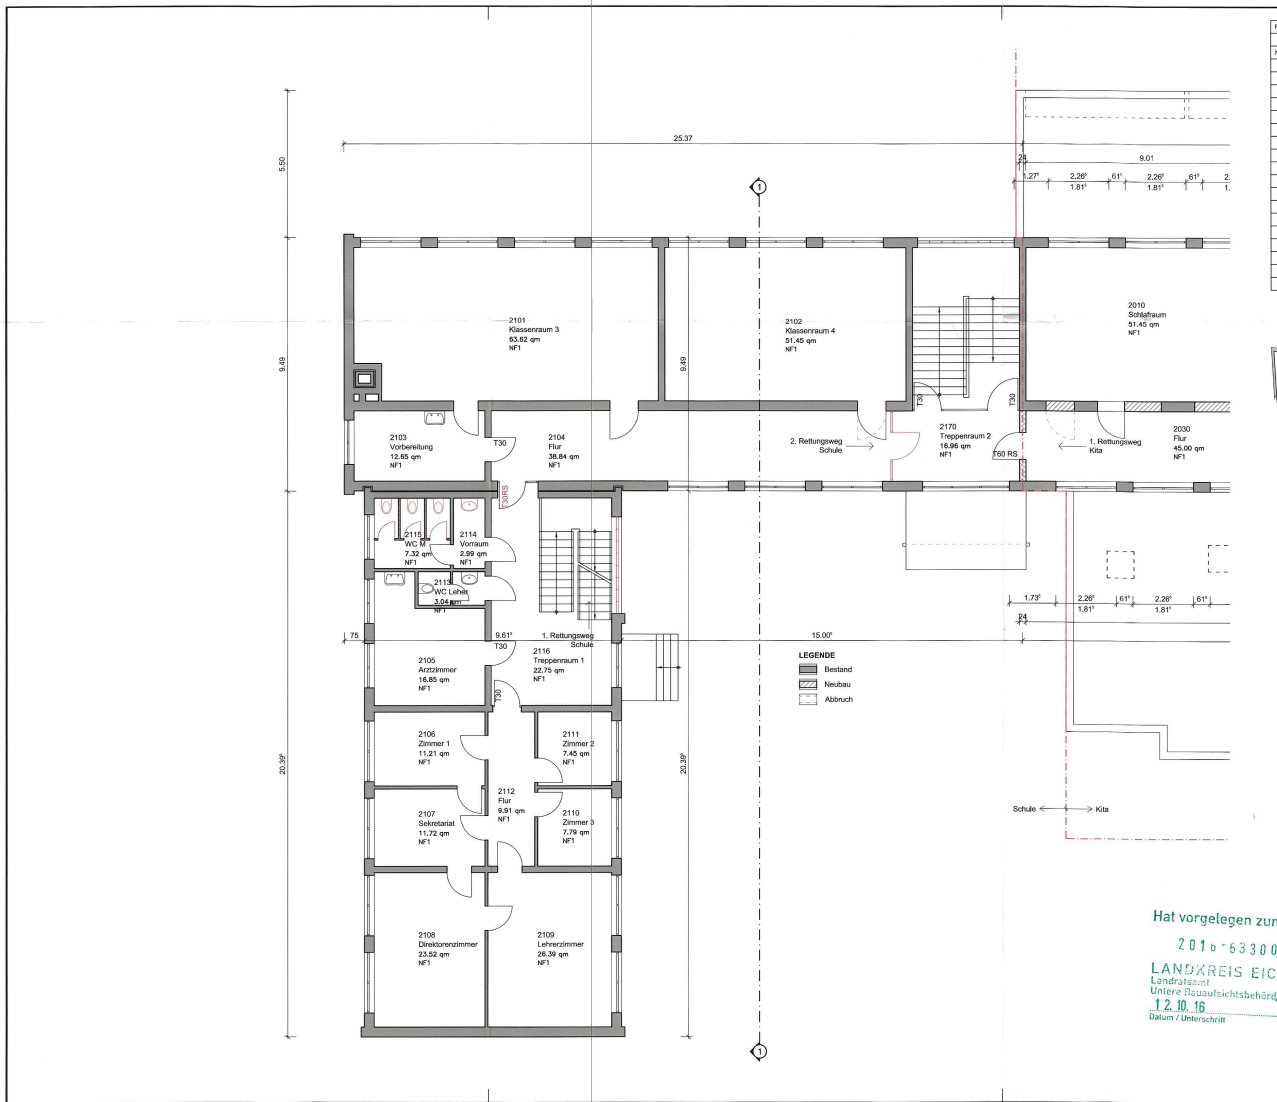 25.37
5.50
24
9.01
1.27⁵
2.26⁵
61⁵
2.26⁵
61⁵
2.
1.81⁵
1.81⁵
1.
1
2101
Klassenraum 3
63.62 qm
NF1
2102
Klassenraum 4
51.45 qm
NF1
2010
Schlafraum
51.45 qm
NF1
9.49
9.49
T30
T30
2103
Vorbereitung
12.65 qm
NF1
T30
2104
Flur
38.84 qm
NF1
2. Rettungsweg
Schule
2170
Treppenraum 2
16.96 qm
NF1
T60 RS
1. Rettungsweg
Kita
2030
Flur
45.00 qm
NF1
T30RS
2115
WC M
7.32 qm
NF1
2114
Vorraum
2.99 qm
NF1
2113
WC Leher
3.04 qm
NF1
1.73⁵
2.26⁵
61⁵
2.26⁵
61⁵
1.81⁵
1.81⁵
24
75
9.61⁵
15.00⁵
1. Rettungsweg
Schule
T30
2105
Arztzimmer
16.85 qm
NF1
2116
Treppenraum 1
22.75 qm
NF1
T30
LEGENDE
Bestand
Neubau
Abbruch
2106
Zimmer 1
11.21 qm
NF1
2111
Zimmer 2
7.45 qm
NF1
20.39⁵
20.39⁵
2112
Flur
9.91 qm
NF1
2107
Sekretariat
11.72 qm
NF1
2110
Zimmer 3
7.79 qm
NF1
Schule
Kita
2108
Direktorenzimmer
23.52 qm
NF1
2109
Lehrerzimmer
26.39 qm
NF1
Hat vorgelegen zur
2016-63300
LANDKREIS EIC
Landratsamt
Untere Bauaufsichtsbehörd
12. 10. 16
Datum / Unterschrift
1